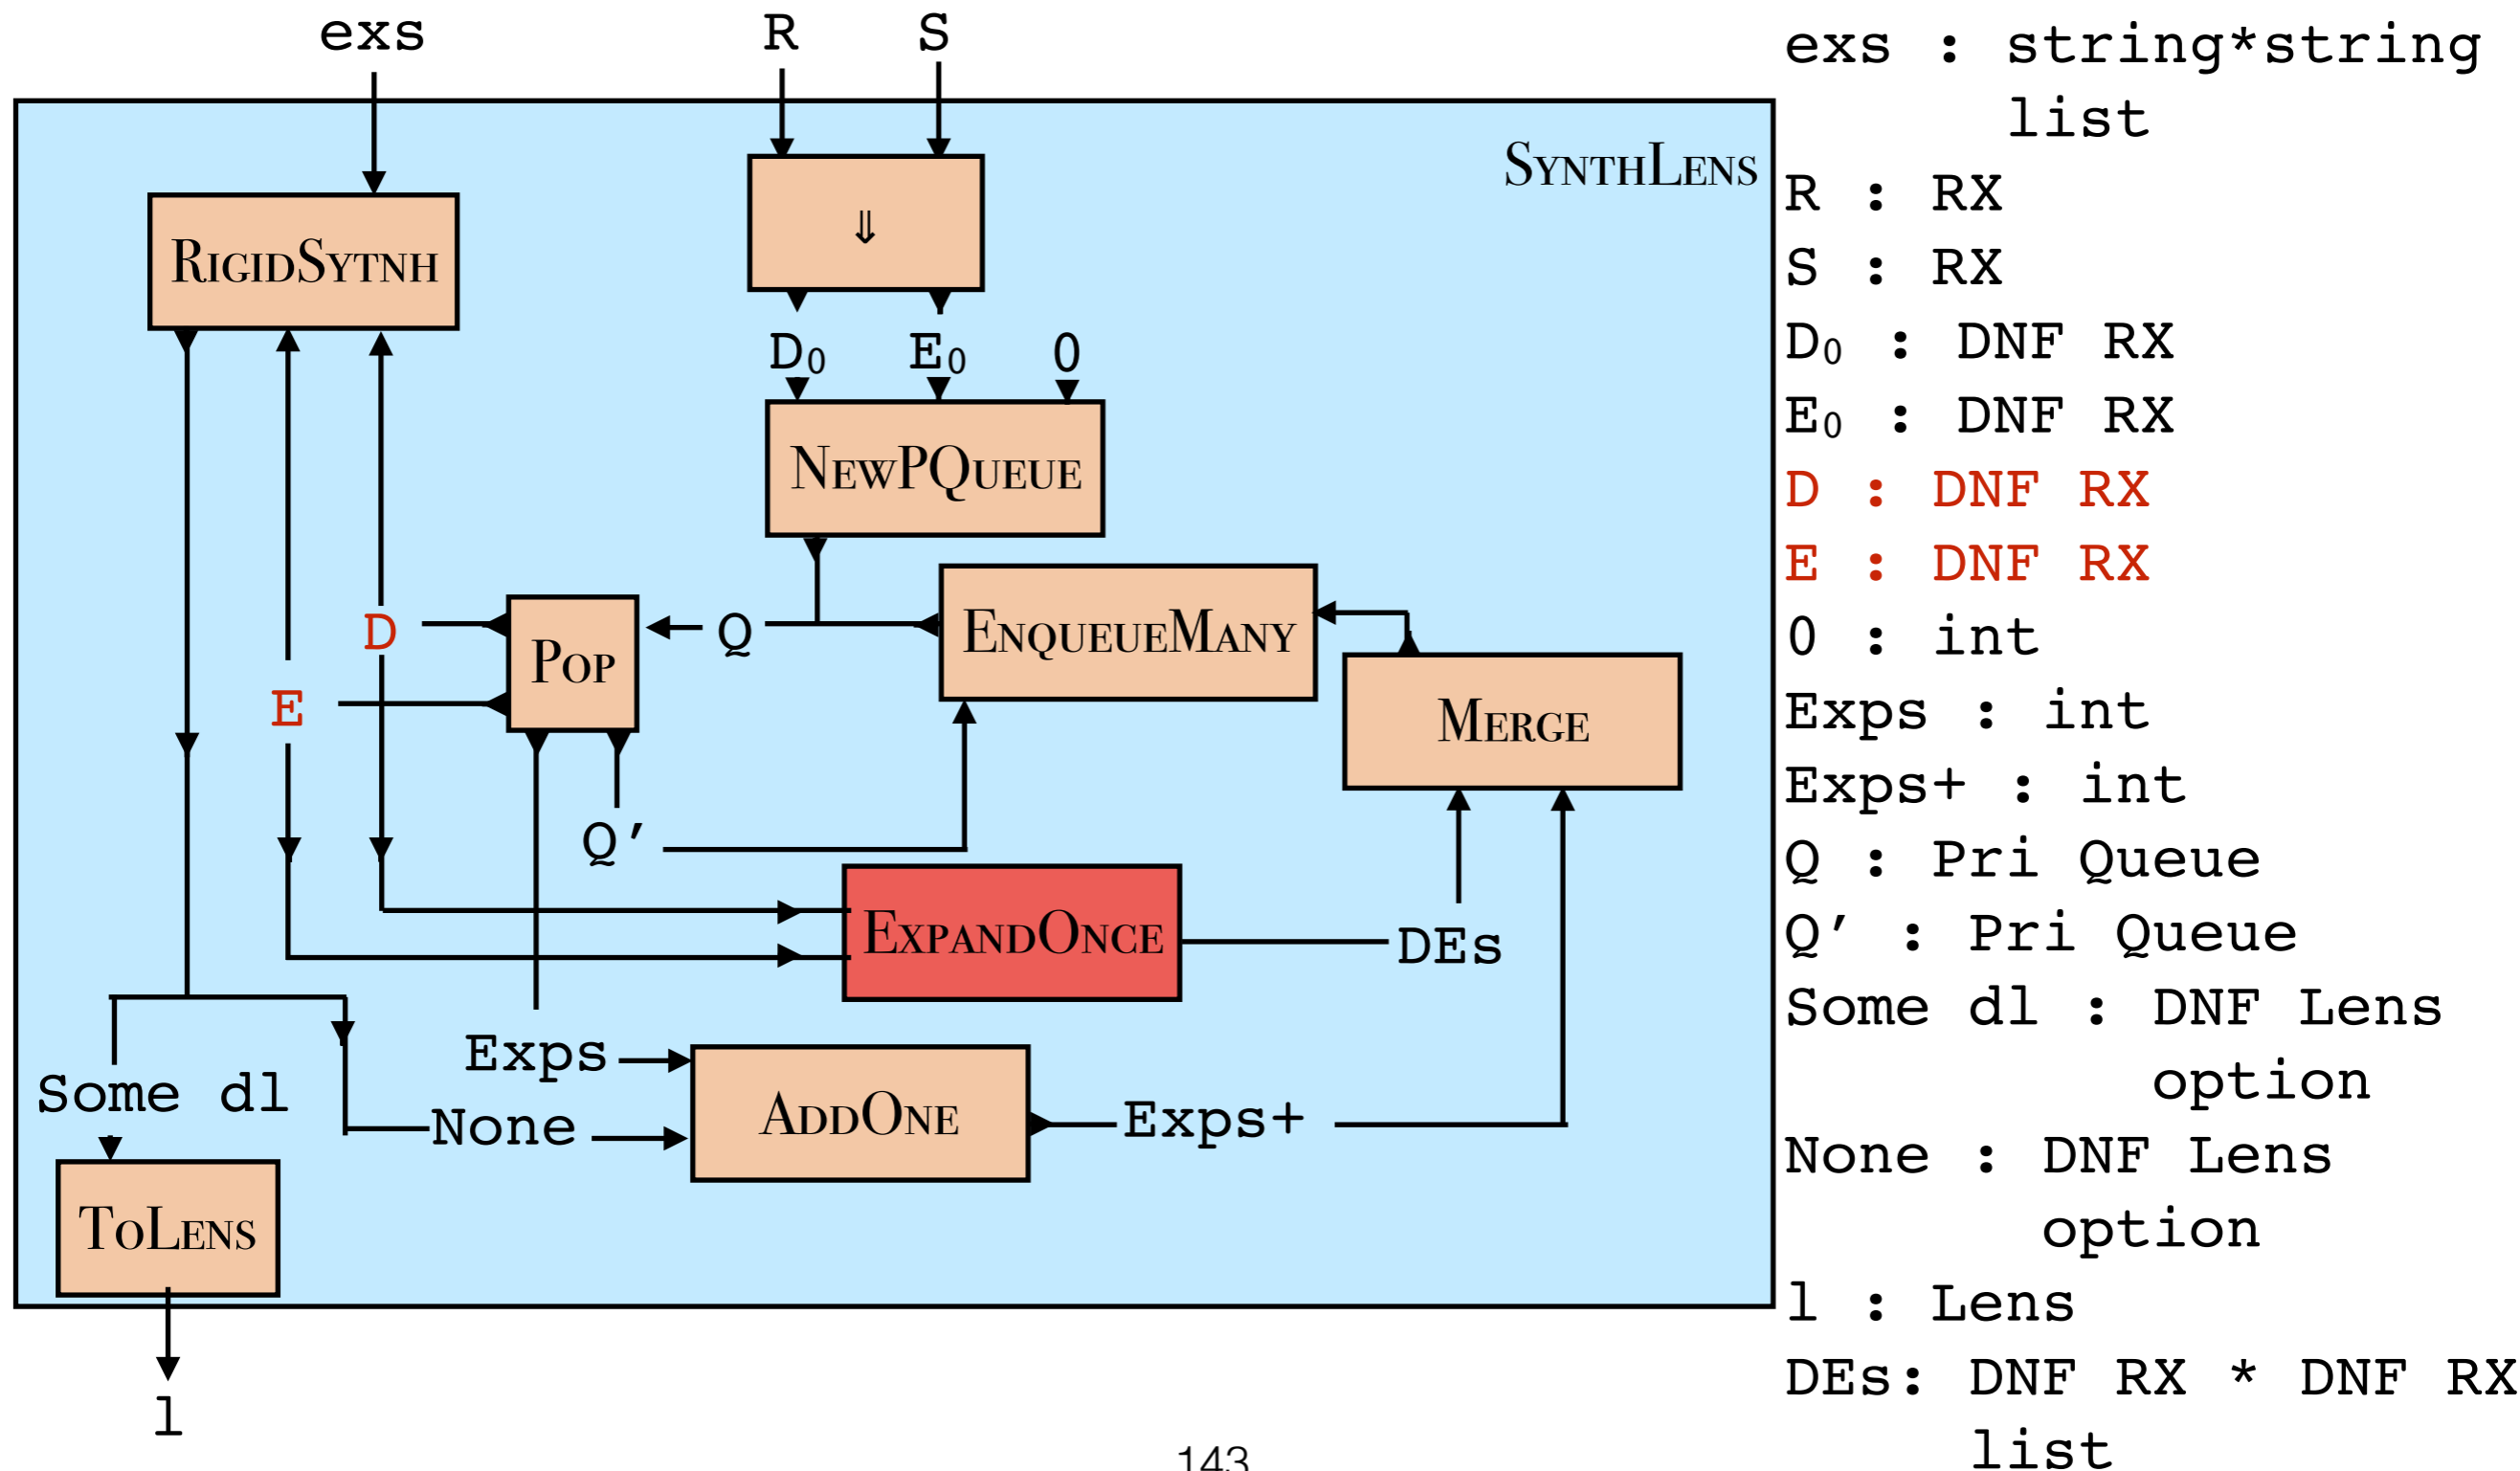 exs
R S
SynthLens
RigidSytnh
⇓
D₀ E₀ 0
NewPQueue
D
Pop
Q
EnqueueMany
E
Merge
Q′
ExpandOnce
DEs
Exps
Some dl
None
AddOne
Exps+
ToLens
l
exs : string*string
list
R : RX
S : RX
D₀ : DNF RX
E₀ : DNF RX
D : DNF RX
E : DNF RX
0 : int
Exps : int
Exps+ : int
Q : Pri Queue
Q′ : Pri Queue
Some dl : DNF Lens
option
None : DNF Lens
option
l : Lens
DEs: DNF RX * DNF RX
list
143